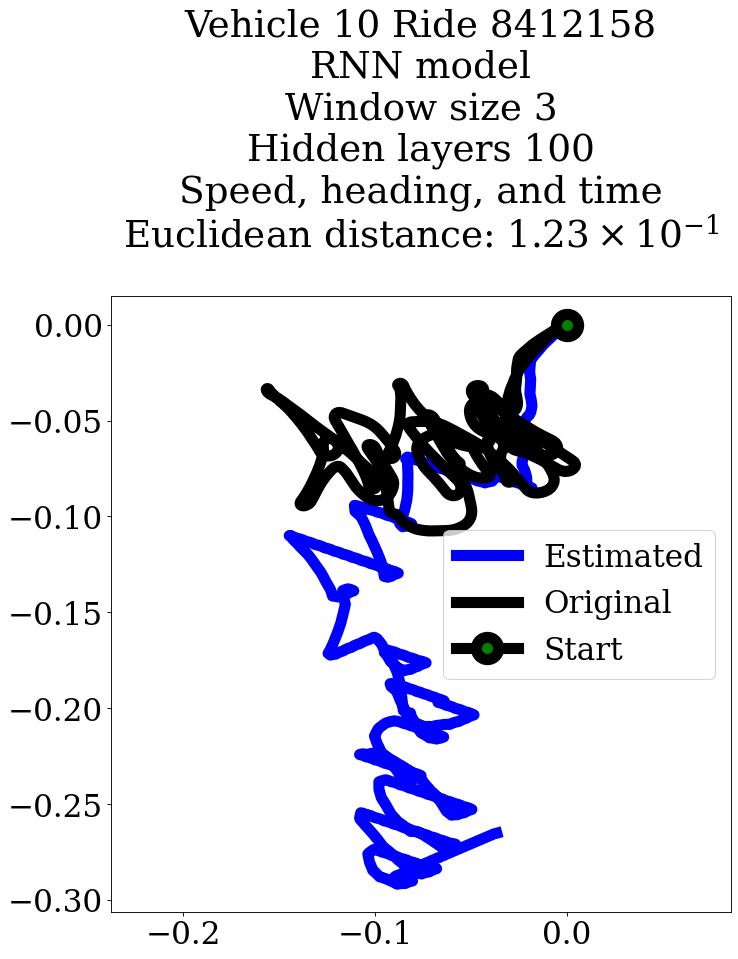 Vehicle 10 Ride 8412158
RNN model
Window size 3
Hidden layers 100
Speed, heading, and time
Euclidean distance: 1.23 × 10⁻¹
0.00
−0.05
−0.10
−0.15
−0.20
−0.25
−0.30
Estimated
Original
Start
−0.2
−0.1
0.0